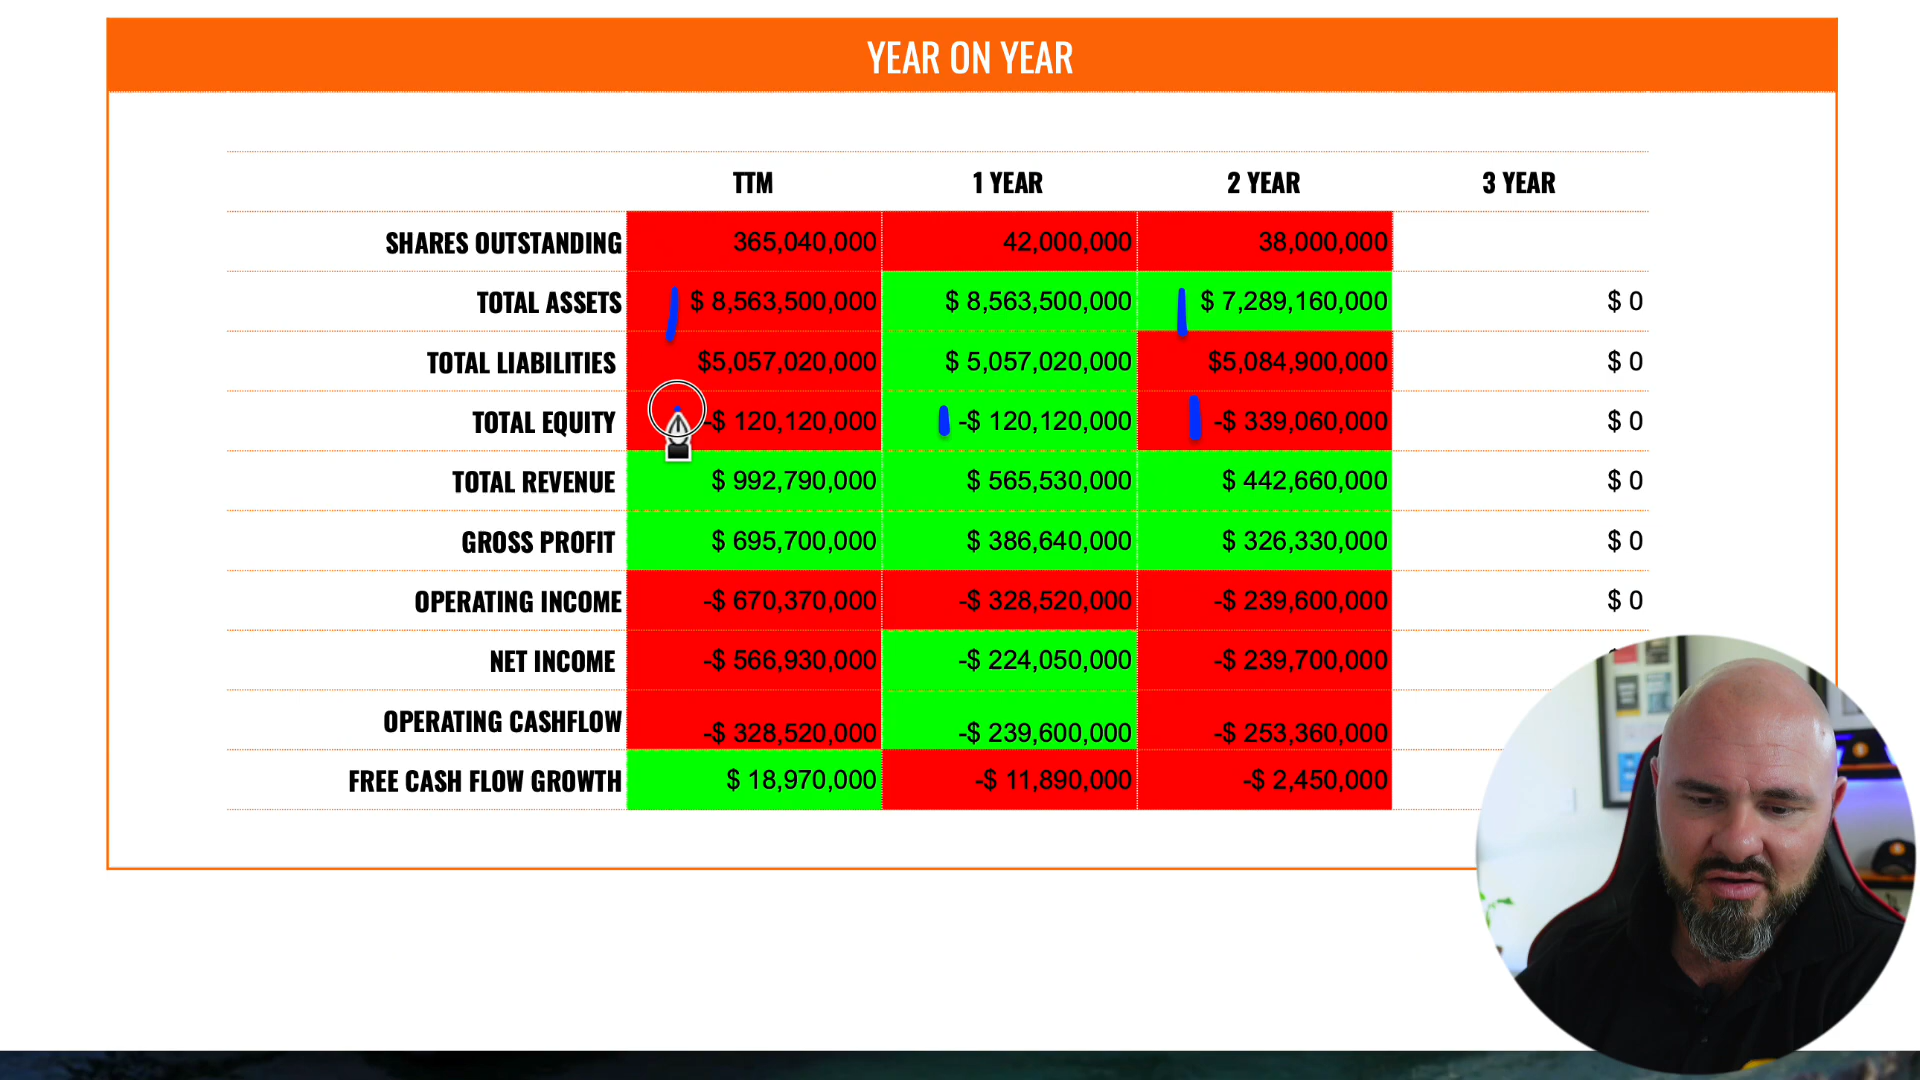 YEAR ON YEAR
TTM 1 YEAR 2 YEAR 3 YEAR
SHARES OUTSTANDING 365,040,000 42,000,000 38,000,000
TOTAL ASSETS $ 8,563,500,000 $ 8,563,500,000 $ 7,289,160,000 $ 0
TOTAL LIABILITIES $5,057,020,000 $ 5,057,020,000 $5,084,900,000 $ 0
TOTAL EQUITY -$ 120,120,000 -$ 120,120,000 -$ 339,060,000 $ 0
TOTAL REVENUE $ 992,790,000 $ 565,530,000 $ 442,660,000 $ 0
GROSS PROFIT $ 695,700,000 $ 386,640,000 $ 326,330,000 $ 0
OPERATING INCOME -$ 670,370,000 -$ 328,520,000 -$ 239,600,000 $ 0
NET INCOME -$ 566,930,000 -$ 224,050,000 -$ 239,700,000
OPERATING CASHFLOW -$ 328,520,000 -$ 239,600,000 -$ 253,360,000
FREE CASH FLOW GROWTH $ 18,970,000 -$ 11,890,000 -$ 2,450,000